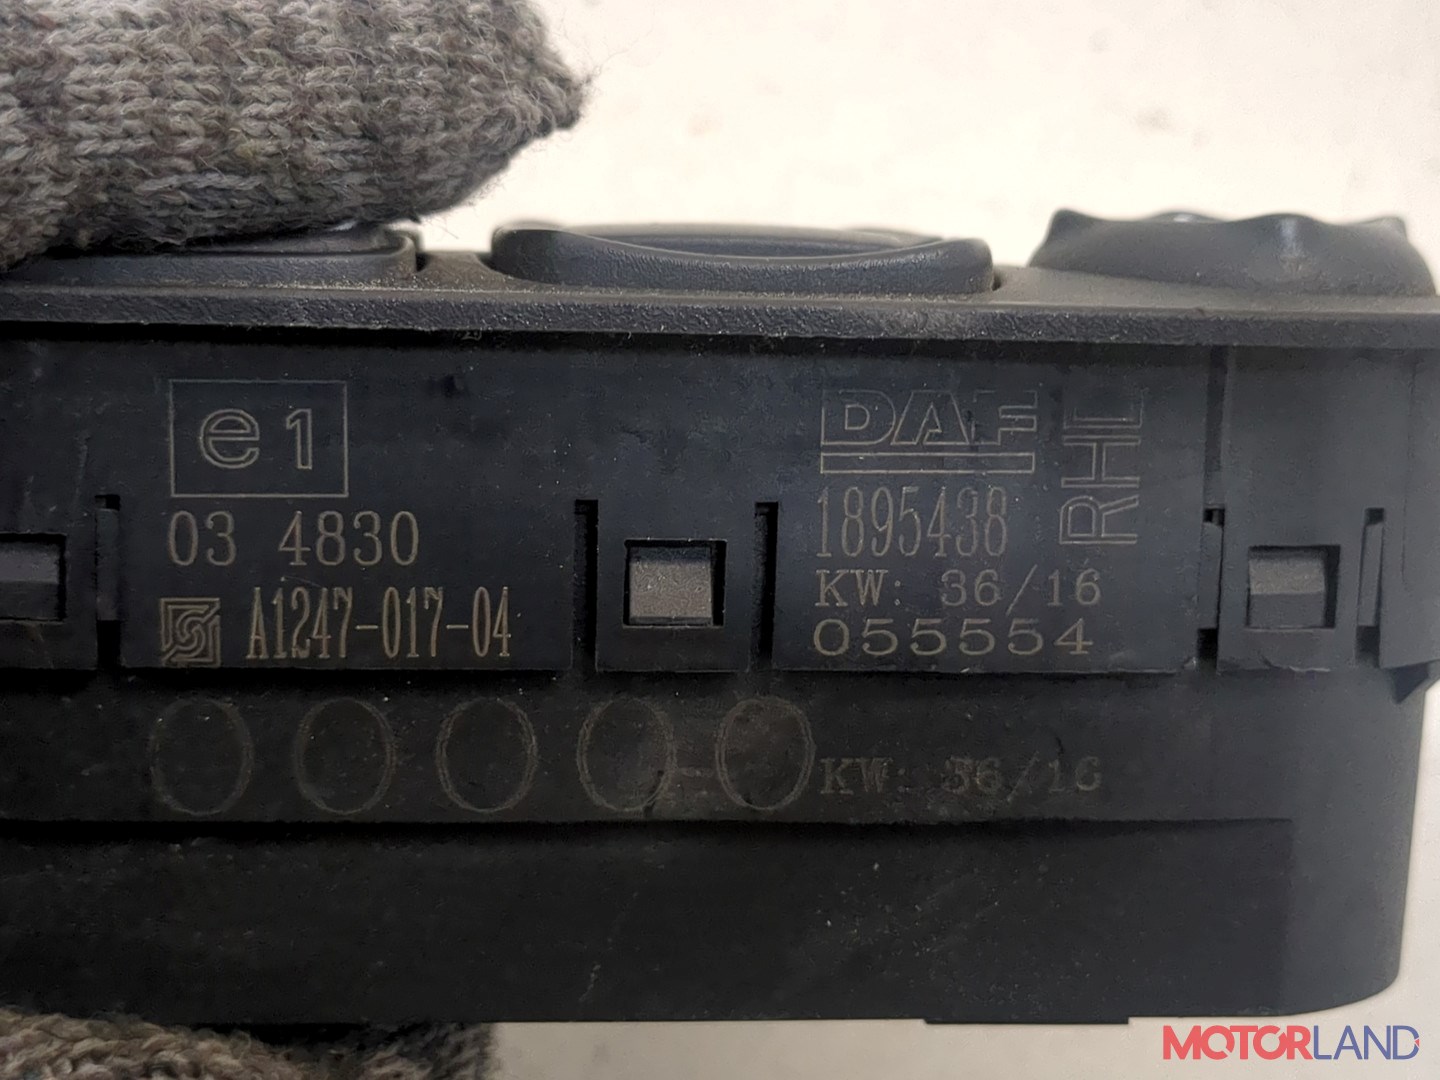 e1
03 4830
A1247-017-04
DAF
RHL
1895438
KW: 36/16
055554
KW: 36/16
MOTORLAND